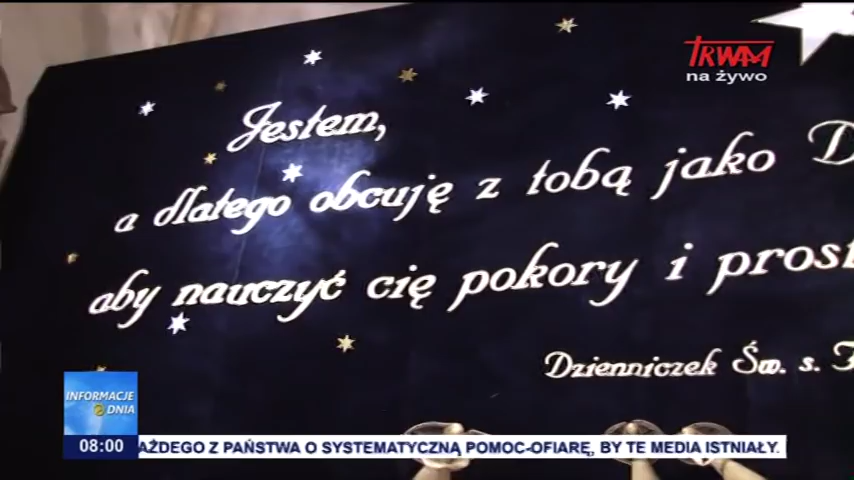 TRWAM
na żywo
Jestem,
a dlatego obcuję z tobą jako
aby nauczyć cię pokory i
Dzienniczek Św. s.
INFORMACJE DNIA
08:00
PAŃSTWA O SYSTEMATYCZNĄ POMOC-OFIARĘ, BY TE MEDIA ISTNIAŁY.